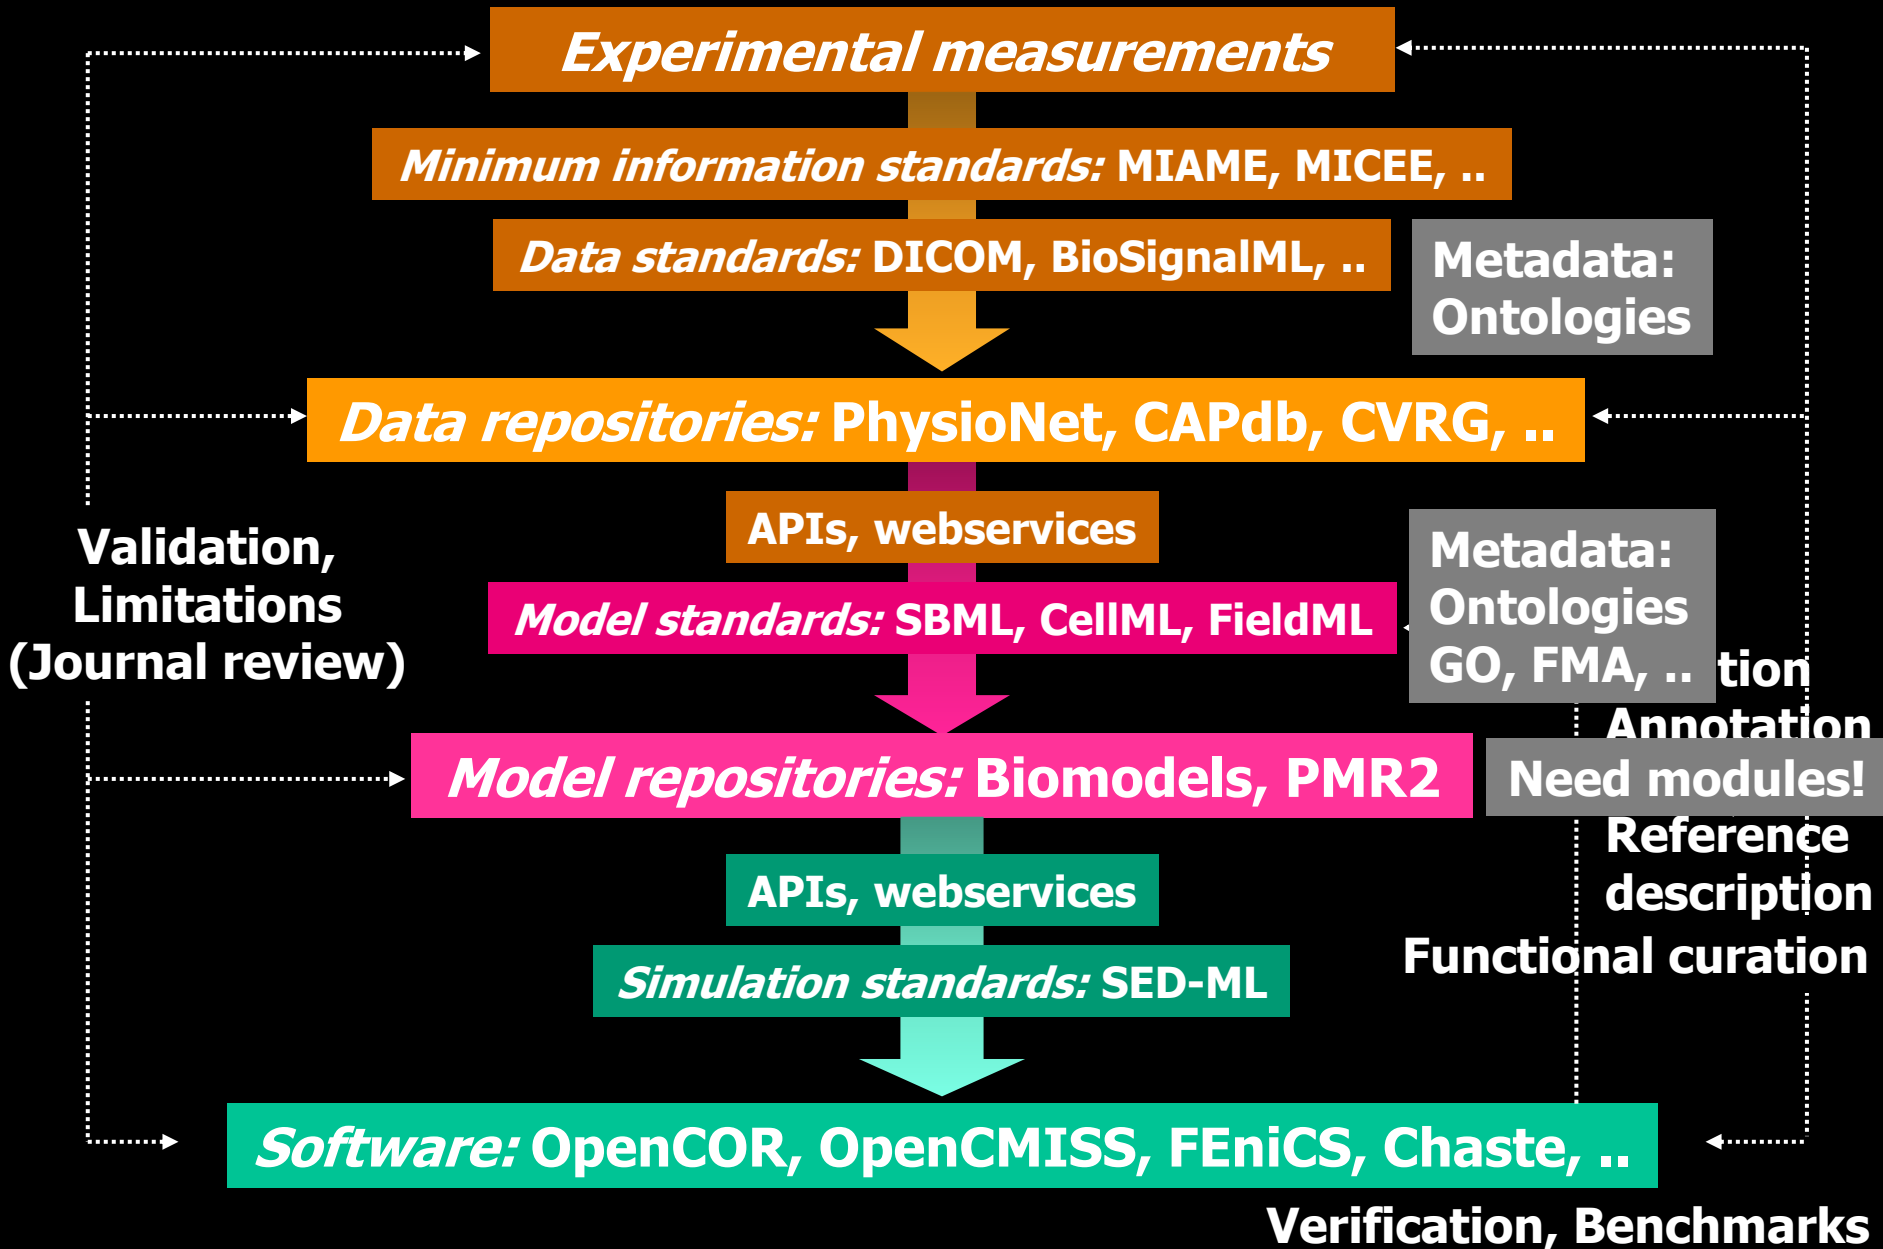 Experimental measurements
Minimum information standards: MIAME, MICEE, ..
Data standards: DICOM, BioSignalML, ..
Metadata:
Ontologies
Data repositories: PhysioNet, CAPdb, CVRG, ..
APIs, webservices
Validation,
Limitations
(Journal review)
Metadata:
Ontologies
GO, FMA, ..
Model standards: SBML, CellML, FieldML
Annotation
Model repositories: Biomodels, PMR2
Need modules!
Reference
description
APIs, webservices
Functional curation
Simulation standards: SED-ML
Software: OpenCOR, OpenCMISS, FEniCS, Chaste, ..
Verification, Benchmarks